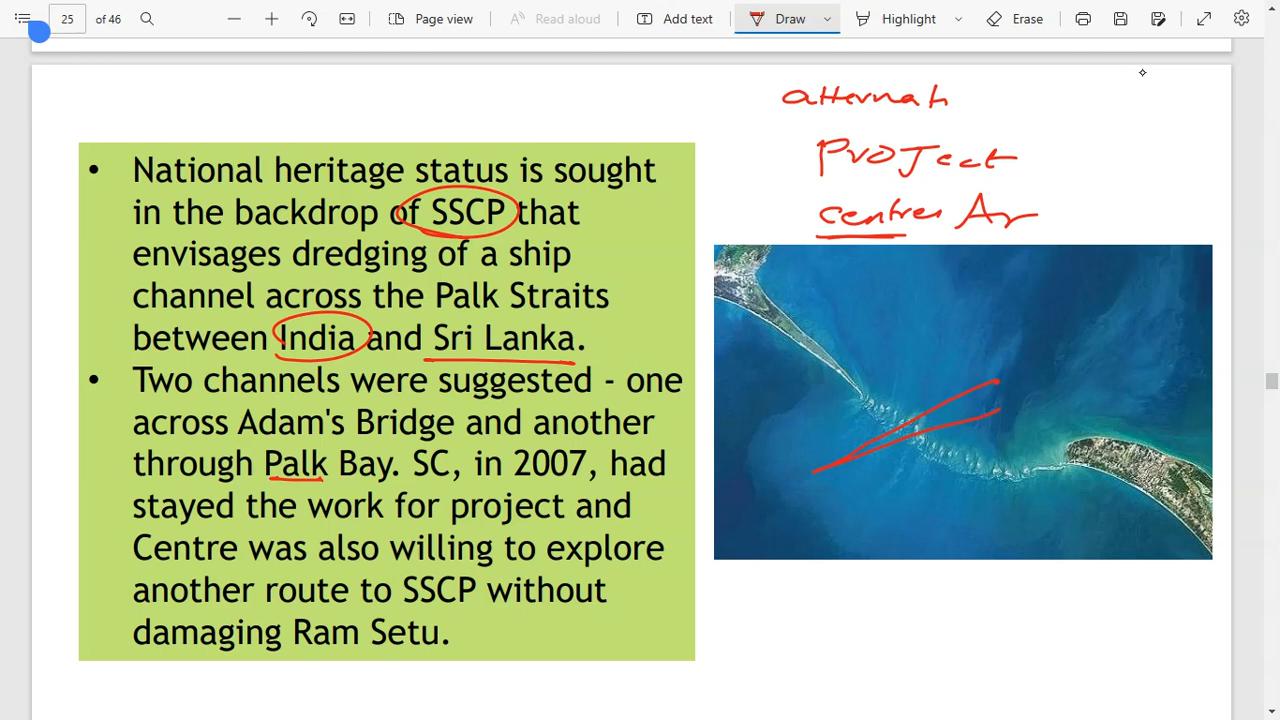 25 of 46 Page view Read aloud Add text Draw Highlight Erase
alternat
Project
centres Ar
• National heritage status is sought
in the backdrop of SSCP that
envisages dredging of a ship
channel across the Palk Straits
between India and Sri Lanka.
• Two channels were suggested - one
across Adam's Bridge and another
through Palk Bay. SC, in 2007, had
stayed the work for project and
Centre was also willing to explore
another route to SSCP without
damaging Ram Setu.